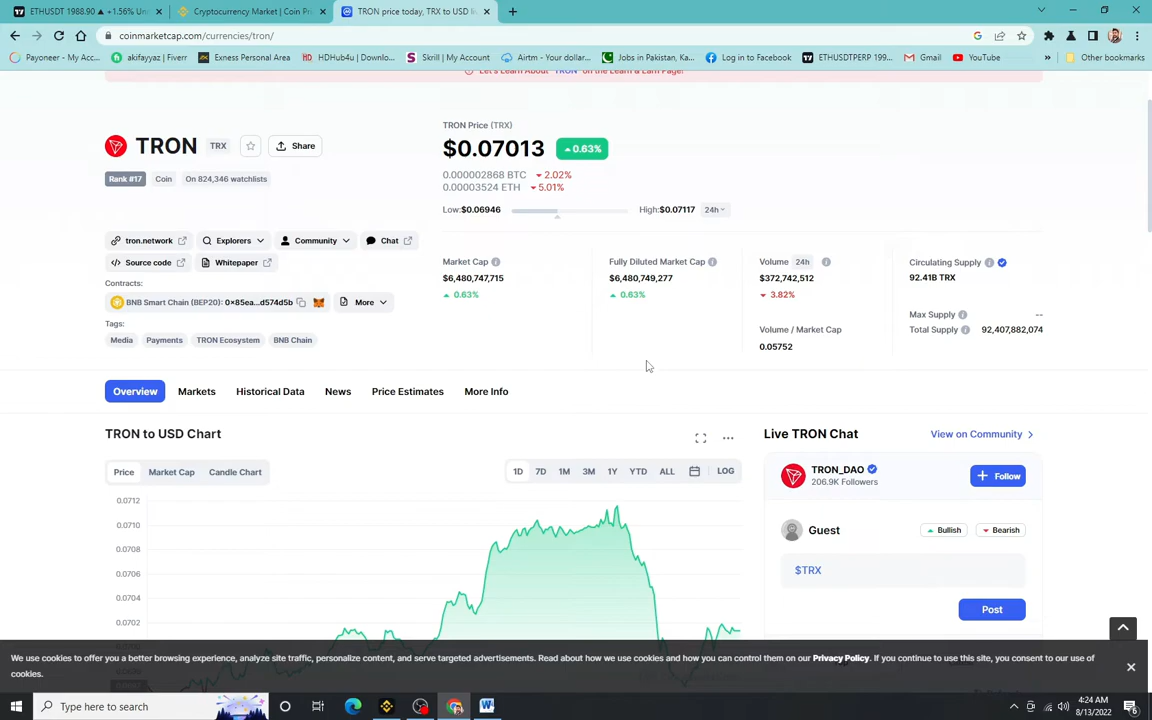 ETHUSDT 1988.90 ▲ +1.56% Unti
Cryptocurrency Market | Coin Pri
TRON price today, TRX to USD li
coinmarketcap.com/currencies/tron/
Payoneer - My Acc...
akifayyaz | Fiverr
Exness Personal Area
HDHub4u | Downlo...
Skrill | My Account
Airtm - Your dollar...
Jobs in Pakistan, Ka...
Log in to Facebook
ETHUSDTPERP 199...
Gmail
YouTube
»
Other bookmarks
Let's Learn About TRON on the Learn & Earn Page!
TRON TRX
Share
Rank #17
Coin
On 824,346 watchlists
TRON Price (TRX)
$0.07013 0.63%
0.000002868 BTC 2.02%
0.00003524 ETH 5.01%
Low: $0.06946
High: $0.07117
24h
tron.network
Explorers
Community
Chat
Source code
Whitepaper
Contracts:
BNB Smart Chain (BEP20): 0x85ea...d574d5b
More
Tags:
Media
Payments
TRON Ecosystem
BNB Chain
Market Cap
$6,480,747,715
0.63%
Fully Diluted Market Cap
$6,480,749,277
0.63%
Volume 24h
$372,742,512
3.82%
Volume / Market Cap
0.05752
Circulating Supply
92.41B TRX
Max Supply --
Total Supply 92,407,882,074
Overview
Markets
Historical Data
News
Price Estimates
More Info
TRON to USD Chart
Price
Market Cap
Candle Chart
1D
7D
1M
3M
1Y
YTD
ALL
LOG
0.0712
0.0710
0.0708
0.0706
0.0704
0.0702
Live TRON Chat
View on Community
TRON_DAO
206.9K Followers
Follow
Guest
Bullish
Bearish
$TRX
Post
We use cookies to offer you a better browsing experience, analyze site traffic, personalize content, and serve targeted advertisements. Read about how we use cookies and how you can control them on our Privacy Policy. If you continue to use this site, you consent to our use of
cookies.
Type here to search
4:24 AM
8/13/2022
6